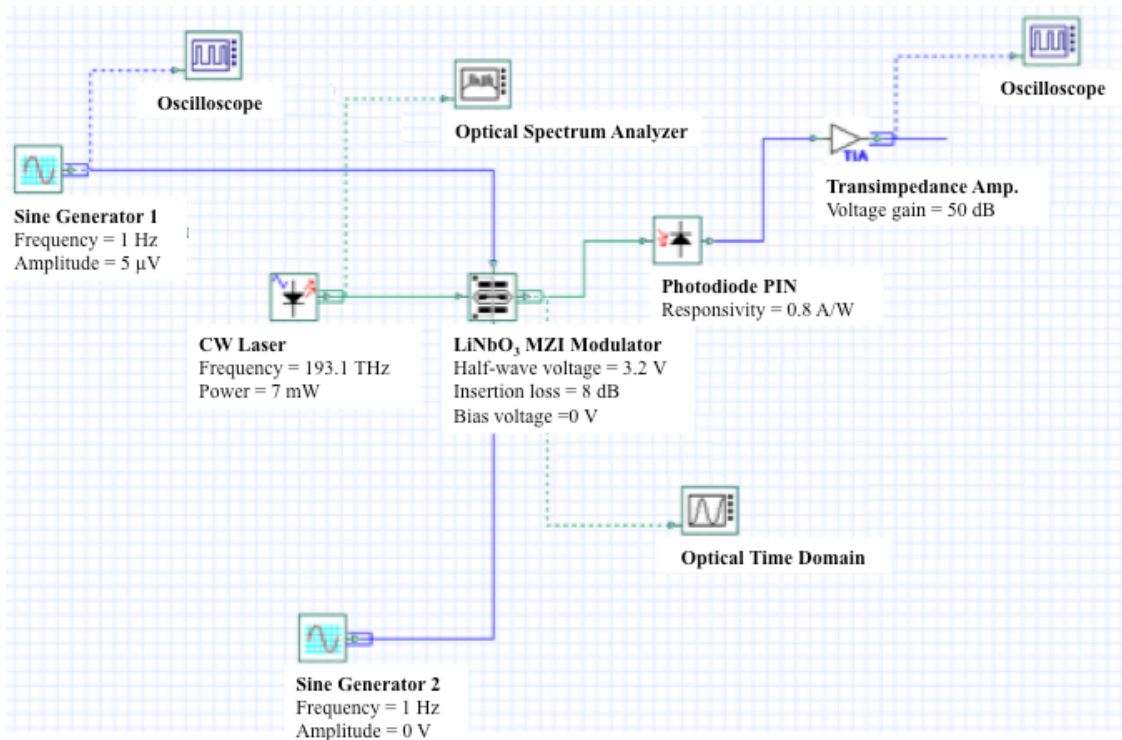 Oscilloscope
Oscilloscope
Optical Spectrum Analyzer
TIA
Transimpedance Amp.
Voltage gain = 50 dB
Sine Generator 1
Frequency = 1 Hz
Amplitude = 5 μV
Photodiode PIN
Responsivity = 0.8 A/W
CW Laser
Frequency = 193.1 THz
Power = 7 mW
LiNbO₃ MZI Modulator
Half-wave voltage = 3.2 V
Insertion loss = 8 dB
Bias voltage =0 V
Optical Time Domain
Sine Generator 2
Frequency = 1 Hz
Amplitude = 0 V